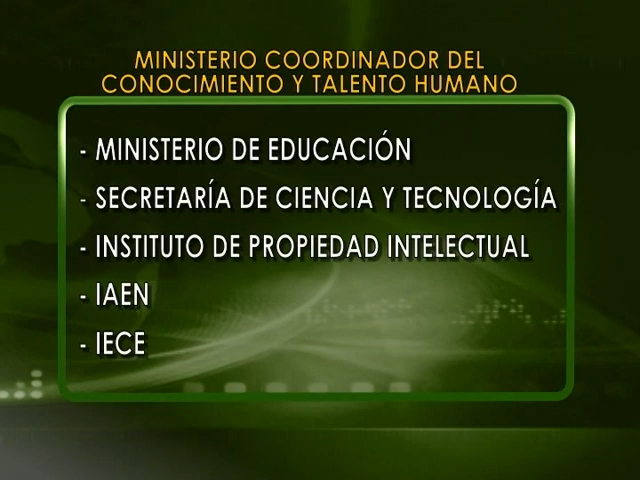 MINISTERIO COORDINADOR DEL
CONOCIMIENTO Y TALENTO HUMANO
- MINISTERIO DE EDUCACIÓN
- SECRETARÍA DE CIENCIA Y TECNOLOGÍA
- INSTITUTO DE PROPIEDAD INTELECTUAL
- IAEN
- IECE